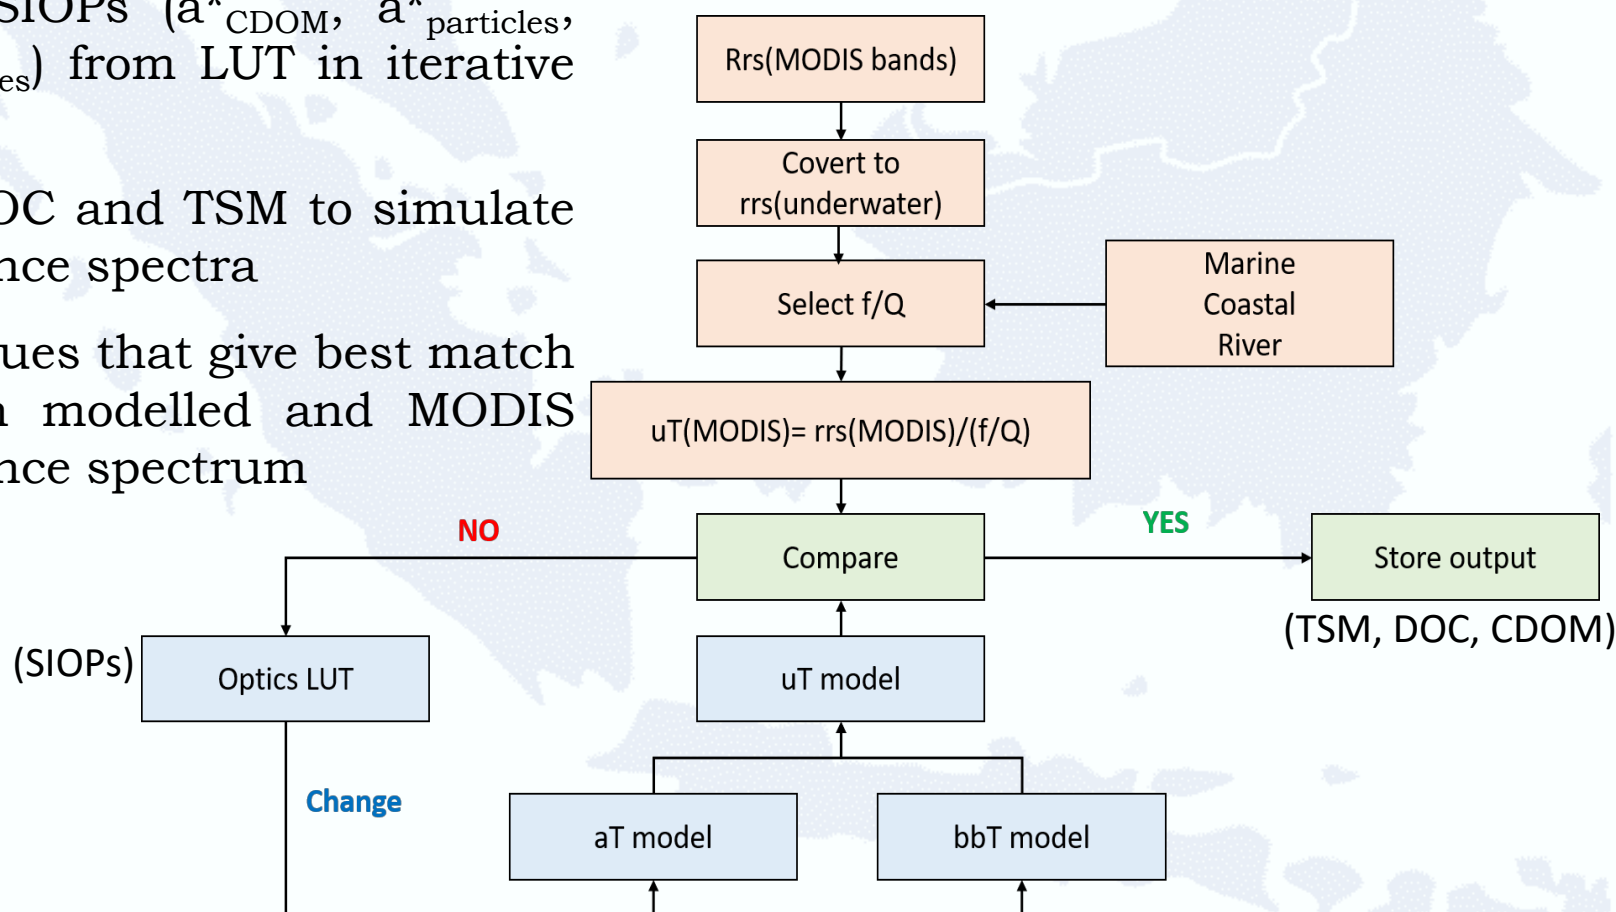 SIOPs (a*CDOM, a*particles,
es) from LUT in iterative
OC and TSM to simulate
nce spectra
ues that give best match
n modelled and MODIS
nce spectrum
Rrs(MODIS bands)
Covert to
rrs(underwater)
Select f/Q
Marine
Coastal
River
uT(MODIS)= rrs(MODIS)/(f/Q)
NO
Compare
YES
Store output
(TSM, DOC, CDOM)
(SIOPs)
Optics LUT
uT model
Change
aT model
bbT model